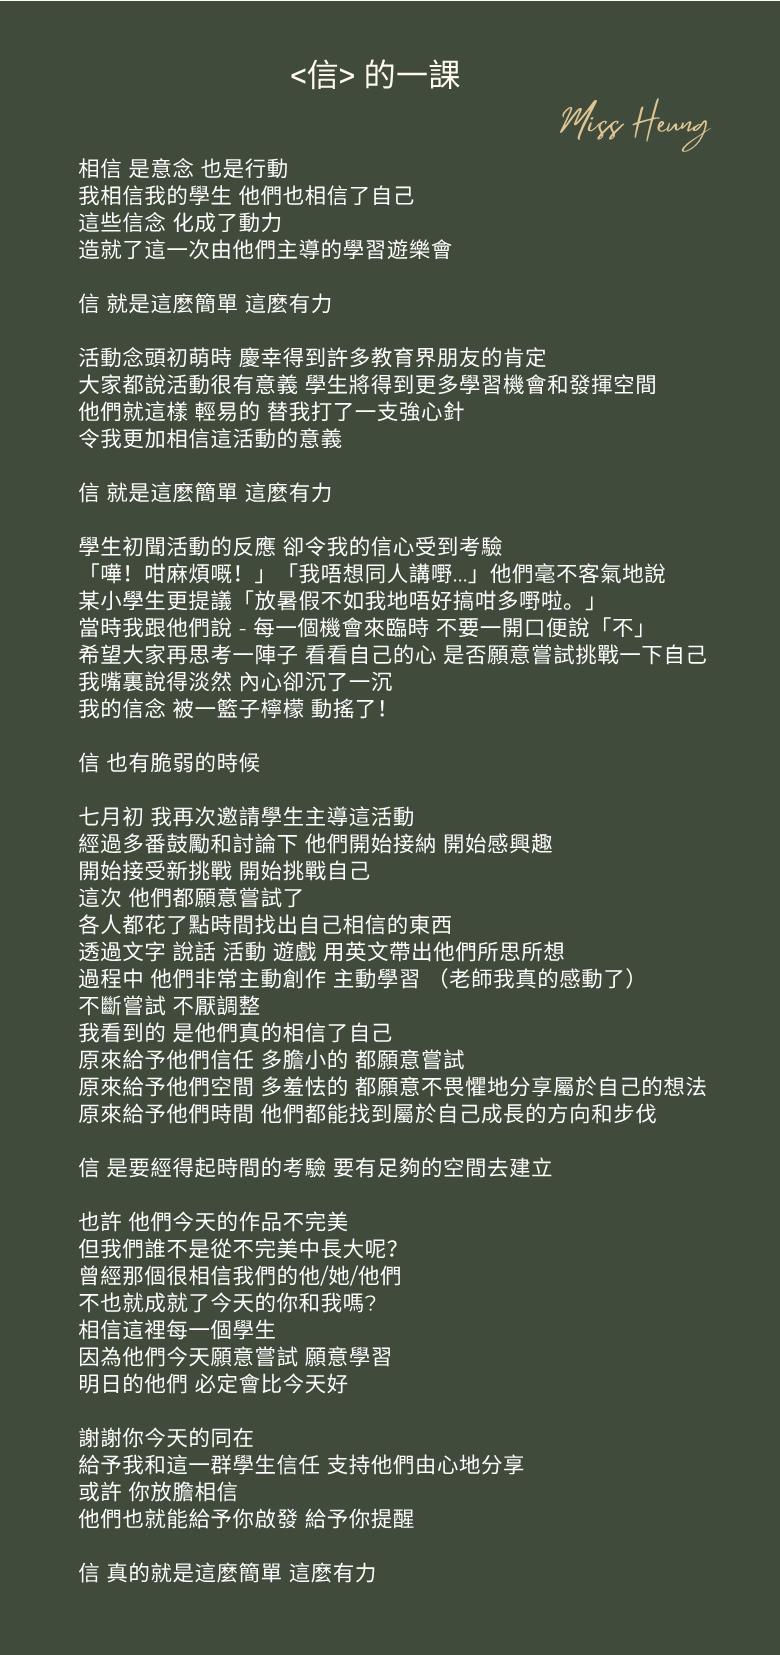 <信> 的一課
Miss Heung
相信 是意念 也是行動
我相信我的學生 他們也相信了自己
這些信念 化成了動力
造就了這一次由他們主導的學習遊樂會
信 就是這麼簡單 這麼有力
活動念頭初萌時 慶幸得到許多教育界朋友的肯定
大家都說活動很有意義 學生將得到更多學習機會和發揮空間
他們就這樣 輕易的 替我打了一支強心針
令我更加相信這活動的意義
信 就是這麼簡單 這麼有力
學生初聞活動的反應 卻令我的信心受到考驗
「嘩！咁麻煩嘅！」「我唔想同人講嘢...」他們毫不客氣地說
某小學生更提議「放暑假不如我地唔好搞咁多嘢啦。」
當時我跟他們說 - 每一個機會來臨時 不要一開口便說「不」
希望大家再思考一陣子 看看自己的心 是否願意嘗試挑戰一下自己
我嘴裏說得淡然 內心卻沉了一沉
我的信念 被一籃子檸檬 動搖了！
信 也有脆弱的時候
七月初 我再次邀請學生主導這活動
經過多番鼓勵和討論下 他們開始接納 開始感興趣
開始接受新挑戰 開始挑戰自己
這次 他們都願意嘗試了
各人都花了點時間找出自己相信的東西
透過文字 說話 活動 遊戲 用英文帶出他們所思所想
過程中 他們非常主動創作 主動學習 （老師我真的感動了）
不斷嘗試 不厭調整
我看到的 是他們真的相信了自己
原來給予他們信任 多膽小的 都願意嘗試
原來給予他們空間 多羞怯的 都願意不畏懼地分享屬於自己的想法
原來給予他們時間 他們都能找到屬於自己成長的方向和步伐
信 是要經得起時間的考驗 要有足夠的空間去建立
也許 他們今天的作品不完美
但我們誰不是從不完美中長大呢？
曾經那個很相信我們的他/她/他們
不也就成就了今天的你和我嗎?
相信這裡每一個學生
因為他們今天願意嘗試 願意學習
明日的他們 必定會比今天好
謝謝你今天的同在
給予我和這一群學生信任 支持他們由心地分享
或許 你放膽相信
他們也就能給予你啟發 給予你提醒
信 真的就是這麼簡單 這麼有力